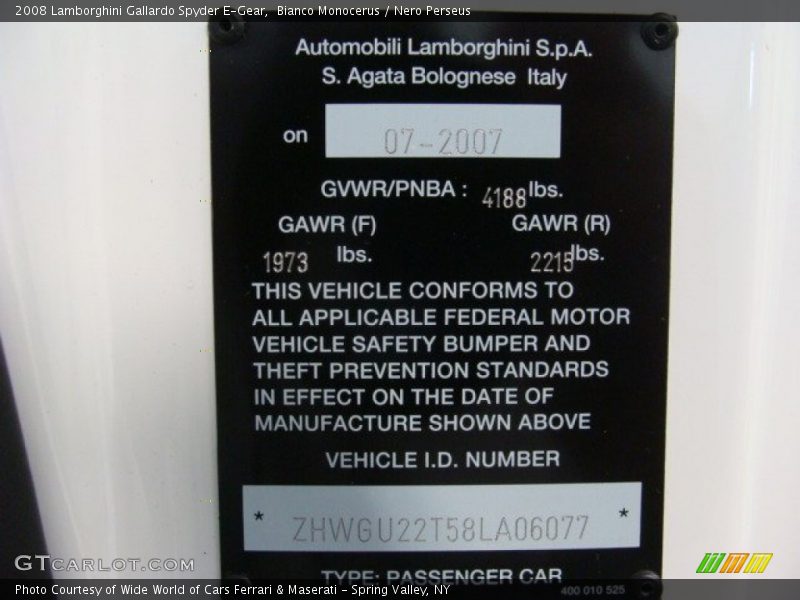 2008 Lamborghini Gallardo Spyder E-Gear, Bianco Monocerus / Nero Perseus
Automobili Lamborghini S.p.A.
S. Agata Bolognese Italy
on 07-2007
GVWR/PNBA : 4188 lbs.
GAWR (F) GAWR (R)
1973 lbs. 2215 lbs.
THIS VEHICLE CONFORMS TO
ALL APPLICABLE FEDERAL MOTOR
VEHICLE SAFETY BUMPER AND
THEFT PREVENTION STANDARDS
IN EFFECT ON THE DATE OF
MANUFACTURE SHOWN ABOVE
VEHICLE I.D. NUMBER
* ZHWGU22T58LA06077 *
TYPE: PASSENGER CAR
400 010 525
GTCARLOT.COM
Photo Courtesy of Wide World of Cars Ferrari & Maserati - Spring Valley, NY